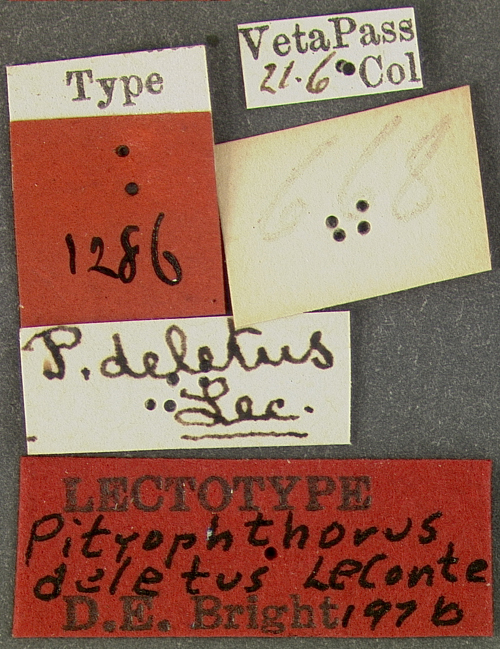 Type
1286
VetaPass
21.6 Col
668
P. deletus
Lec.
LECTOTYPE
Pityophthorus
deletus LeConte
D.E. Bright 1976